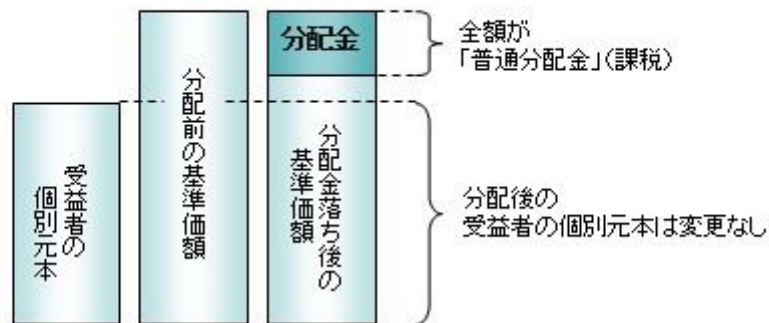 受益者の
個別元本
分配前の基準価額
分配金
分配金落ち後の
基準価額
全額が
「普通分配金」(課税)
分配後の
受益者の個別元本は変更なし